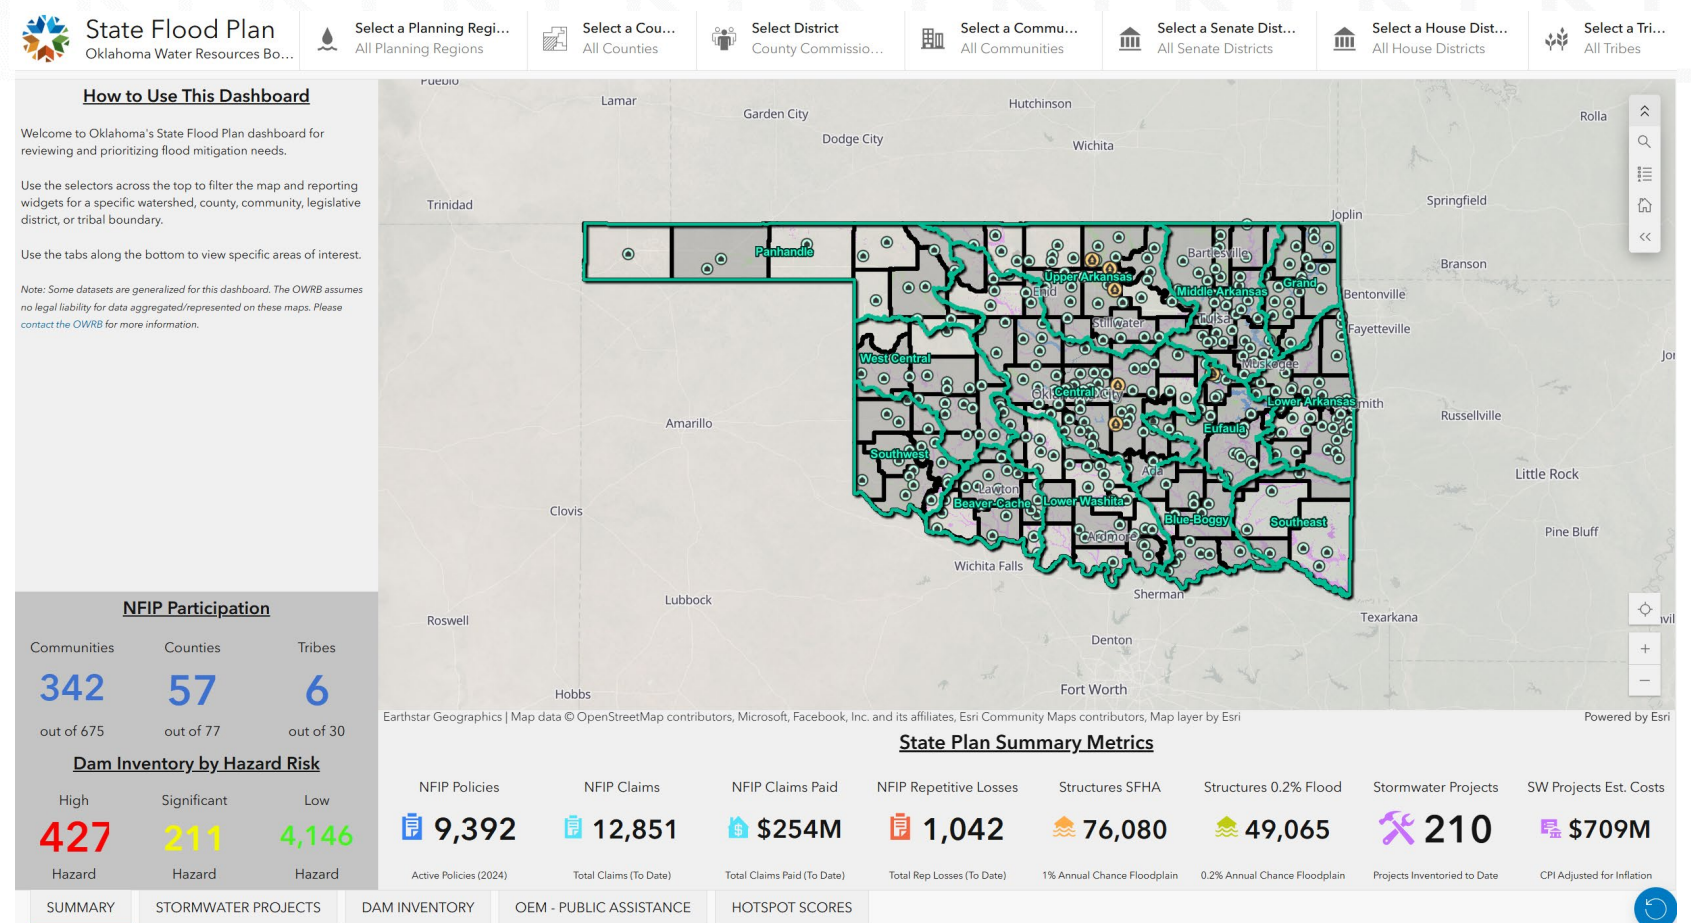 State Flood Plan
Oklahoma Water Resources Bo...
Select a Planning Regi...
All Planning Regions
Select a Cou...
All Counties
Select District
County Commissio...
Select a Commu...
All Communities
Select a Senate Dist...
All Senate Districts
Select a House Dist...
All House Districts
Select a Tri...
All Tribes
How to Use This Dashboard
Welcome to Oklahoma's State Flood Plan dashboard for
reviewing and prioritizing flood mitigation needs.
Use the selectors across the top to filter the map and reporting
widgets for a specific watershed, county, community, legislative
district, or tribal boundary.
Use the tabs along the bottom to view specific areas of interest.
Note: Some datasets are generalized for this dashboard. The OWRB assumes
no legal liability for data aggregated/represented on these maps. Please
contact the OWRB for more information.
Pueblo
Lamar
Garden City
Hutchinson
Rolla
Dodge City
Wichita
Trinidad
Springfield
Joplin
Panhandle
Bartlesville
Branson
Upper Arkansas
Grand
Enid
Middle Arkansas
Bentonville
Stillwater
Tulsa
Fayetteville
West Central
Muskogee
Jo
Central
City
Lower Arkansas
mith
Russellville
Amarillo
Eufaula
Southwest
Ada
Little Rock
Lawton
Beaver-Cache
Lower Washita
Clovis
Blue-Boggy
Southeast
Ardmore
Pine Bluff
Wichita Falls
Sherman
Lubbock
Roswell
Texarkana
vil
Denton
Hobbs
Fort Worth
Earthstar Geographics | Map data © OpenStreetMap contributors, Microsoft, Facebook, Inc. and its affiliates, Esri Community Maps contributors, Map layer by Esri
Powered by Esri
NFIP Participation
Communities Counties Tribes
342 57 6
out of 675 out of 77 out of 30
Dam Inventory by Hazard Risk
High Significant Low
427 211 4,146
Hazard Hazard Hazard
State Plan Summary Metrics
NFIP Policies NFIP Claims NFIP Claims Paid NFIP Repetitive Losses Structures SFHA Structures 0.2% Flood Stormwater Projects SW Projects Est. Costs
9,392 12,851 $254M 1,042 76,080 49,065 210 $709M
Active Policies (2024) Total Claims (To Date) Total Claims Paid (To Date) Total Rep Losses (To Date) 1% Annual Chance Floodplain 0.2% Annual Chance Floodplain Projects Inventoried to Date CPI Adjusted for Inflation
SUMMARY STORMWATER PROJECTS DAM INVENTORY OEM - PUBLIC ASSISTANCE HOTSPOT SCORES